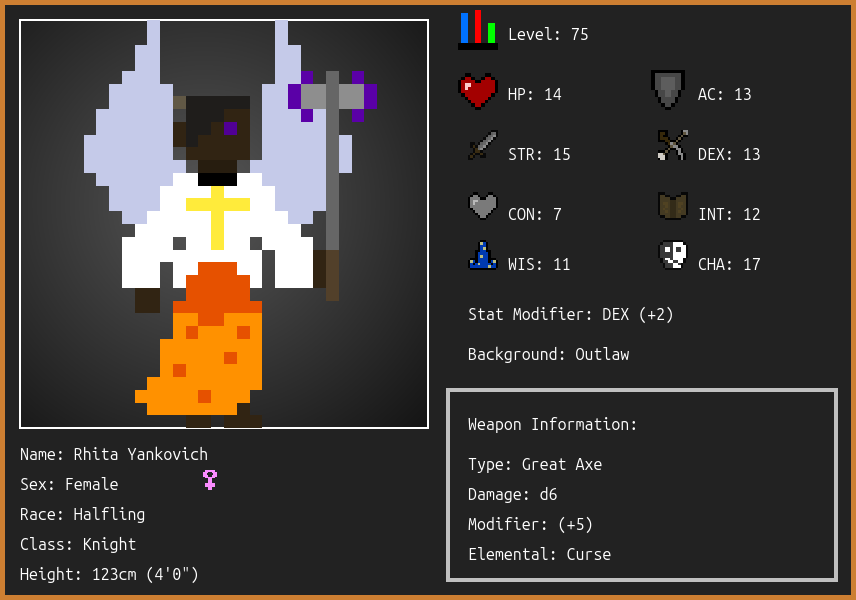 Level: 75
HP: 14
AC: 13
STR: 15
DEX: 13
CON: 7
INT: 12
WIS: 11
CHA: 17
Stat Modifier: DEX (+2)
Background: Outlaw
Weapon Information:
Type: Great Axe
Damage: d6
Modifier: (+5)
Elemental: Curse
Name: Rhita Yankovich
Sex: Female
Race: Halfling
Class: Knight
Height: 123cm (4'0")